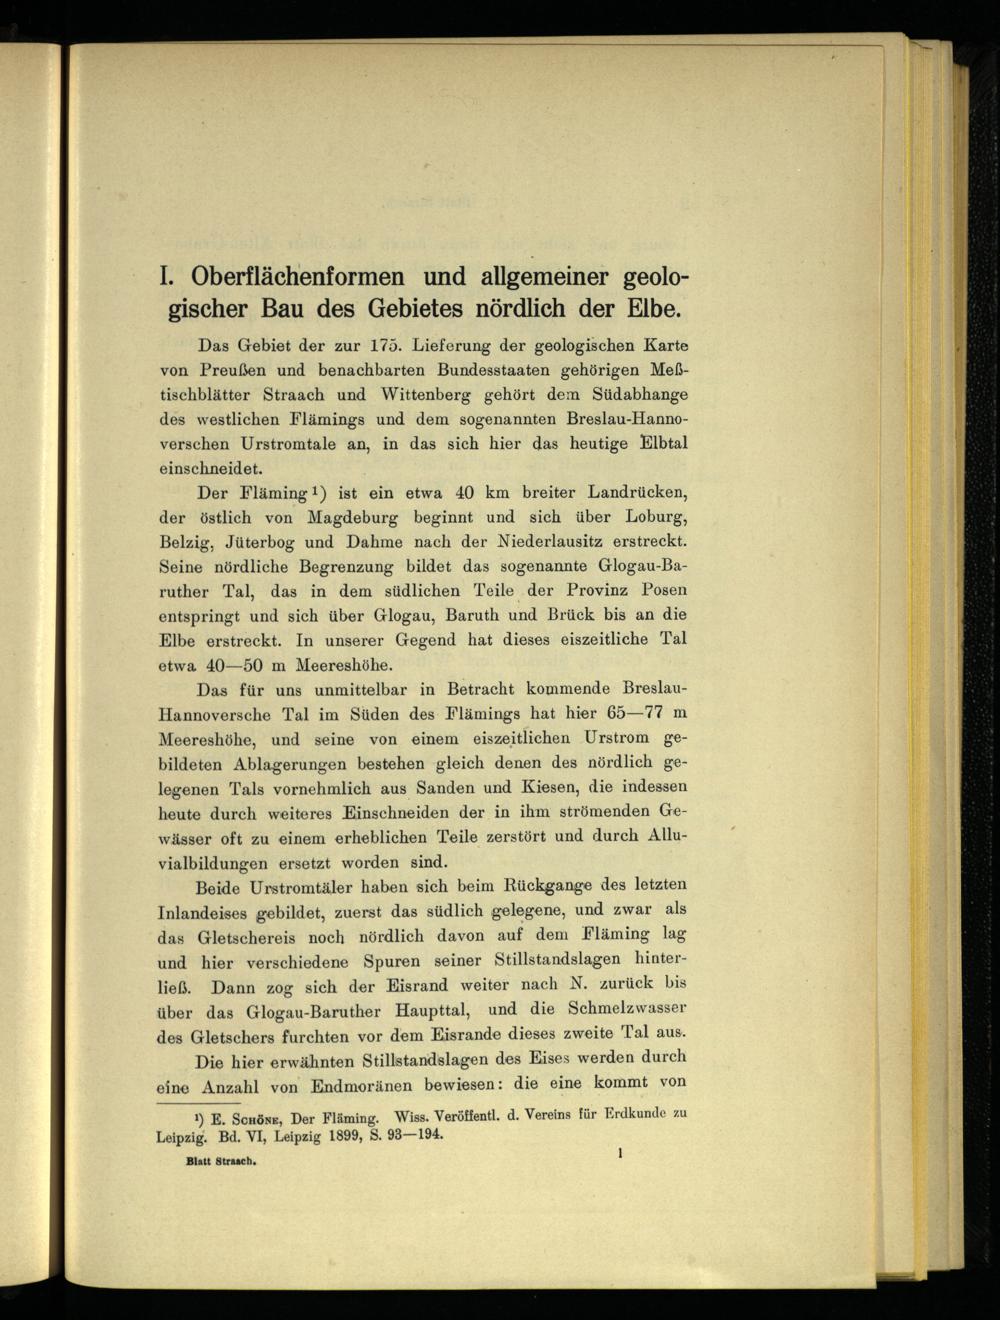 I. Oberflächenformen und allgemeiner geolo-
gischer Bau des Gebietes nördlich der Elbe.
Das Gebiet der zur 175. Lieferung der geologischen Karte
von Preußen und benachbarten Bundesstaaten gehörigen Meß-
tischblätter Straach und Wittenberg gehört dem Südabhange
des westlichen Flämings und dem sogenannten Breslau-Hanno-
verschen Urstromtale an, in das sich hier das heutige Elbtal
einschneidet.
Der Fläming¹) ist ein etwa 40 km breiter Landrücken,
der östlich von Magdeburg beginnt und sich über Loburg,
Belzig, Jüterbog und Dahme nach der Niederlausitz erstreckt.
Seine nördliche Begrenzung bildet das sogenannte Glogau-Ba-
ruther Tal, das in dem südlichen Teile der Provinz Posen
entspringt und sich über Glogau, Baruth und Brück bis an die
Elbe erstreckt. In unserer Gegend hat dieses eiszeitliche Tal
etwa 40—50 m Meereshöhe.
Das für uns unmittelbar in Betracht kommende Breslau-
Hannoversche Tal im Süden des Flämings hat hier 65—77 m
Meereshöhe, und seine von einem eiszeitlichen Urstrom ge-
bildeten Ablagerungen bestehen gleich denen des nördlich ge-
legenen Tals vornehmlich aus Sanden und Kiesen, die indessen
heute durch weiteres Einschneiden der in ihm strömenden Ge-
wässer oft zu einem erheblichen Teile zerstört und durch Allu-
vialbildungen ersetzt worden sind.
Beide Urstromtäler haben sich beim Rückgange des letzten
Inlandeises gebildet, zuerst das südlich gelegene, und zwar als
das Gletschereis noch nördlich davon auf dem Fläming lag
und hier verschiedene Spuren seiner Stillstandslagen hinter-
ließ. Dann zog sich der Eisrand weiter nach N. zurück bis
über das Glogau-Baruther Haupttal, und die Schmelzwasser
des Gletschers furchten vor dem Eisrande dieses zweite Tal aus.
Die hier erwähnten Stillstandslagen des Eises werden durch
eine Anzahl von Endmoränen bewiesen: die eine kommt von
¹) E. Schöne, Der Fläming. Wiss. Veröffentl. d. Vereins für Erdkunde zu
Leipzig. Bd. VI, Leipzig 1899, S. 93—194.
Blatt Straach. 1